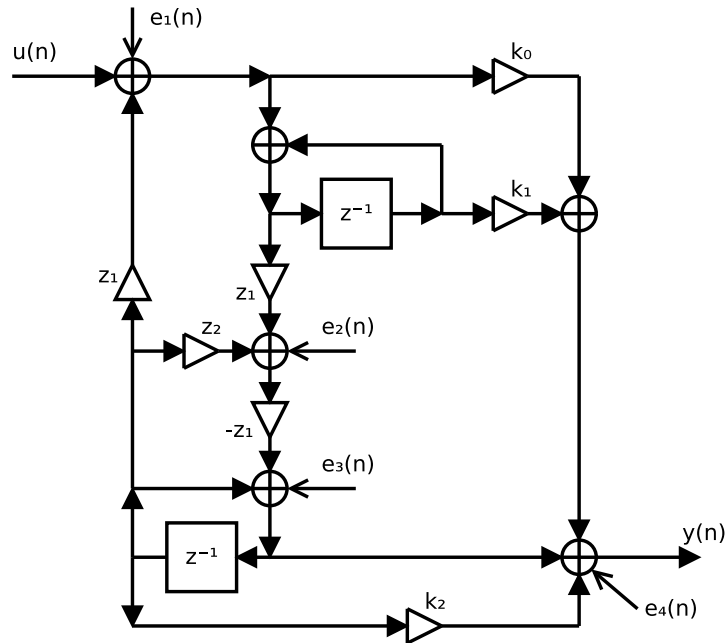 e₁(n)
u(n)
k₀
k₁
z⁻¹
z₁
z₁
z₂
e₂(n)
-z₁
e₃(n)
z⁻¹
y(n)
k₂
e₄(n)